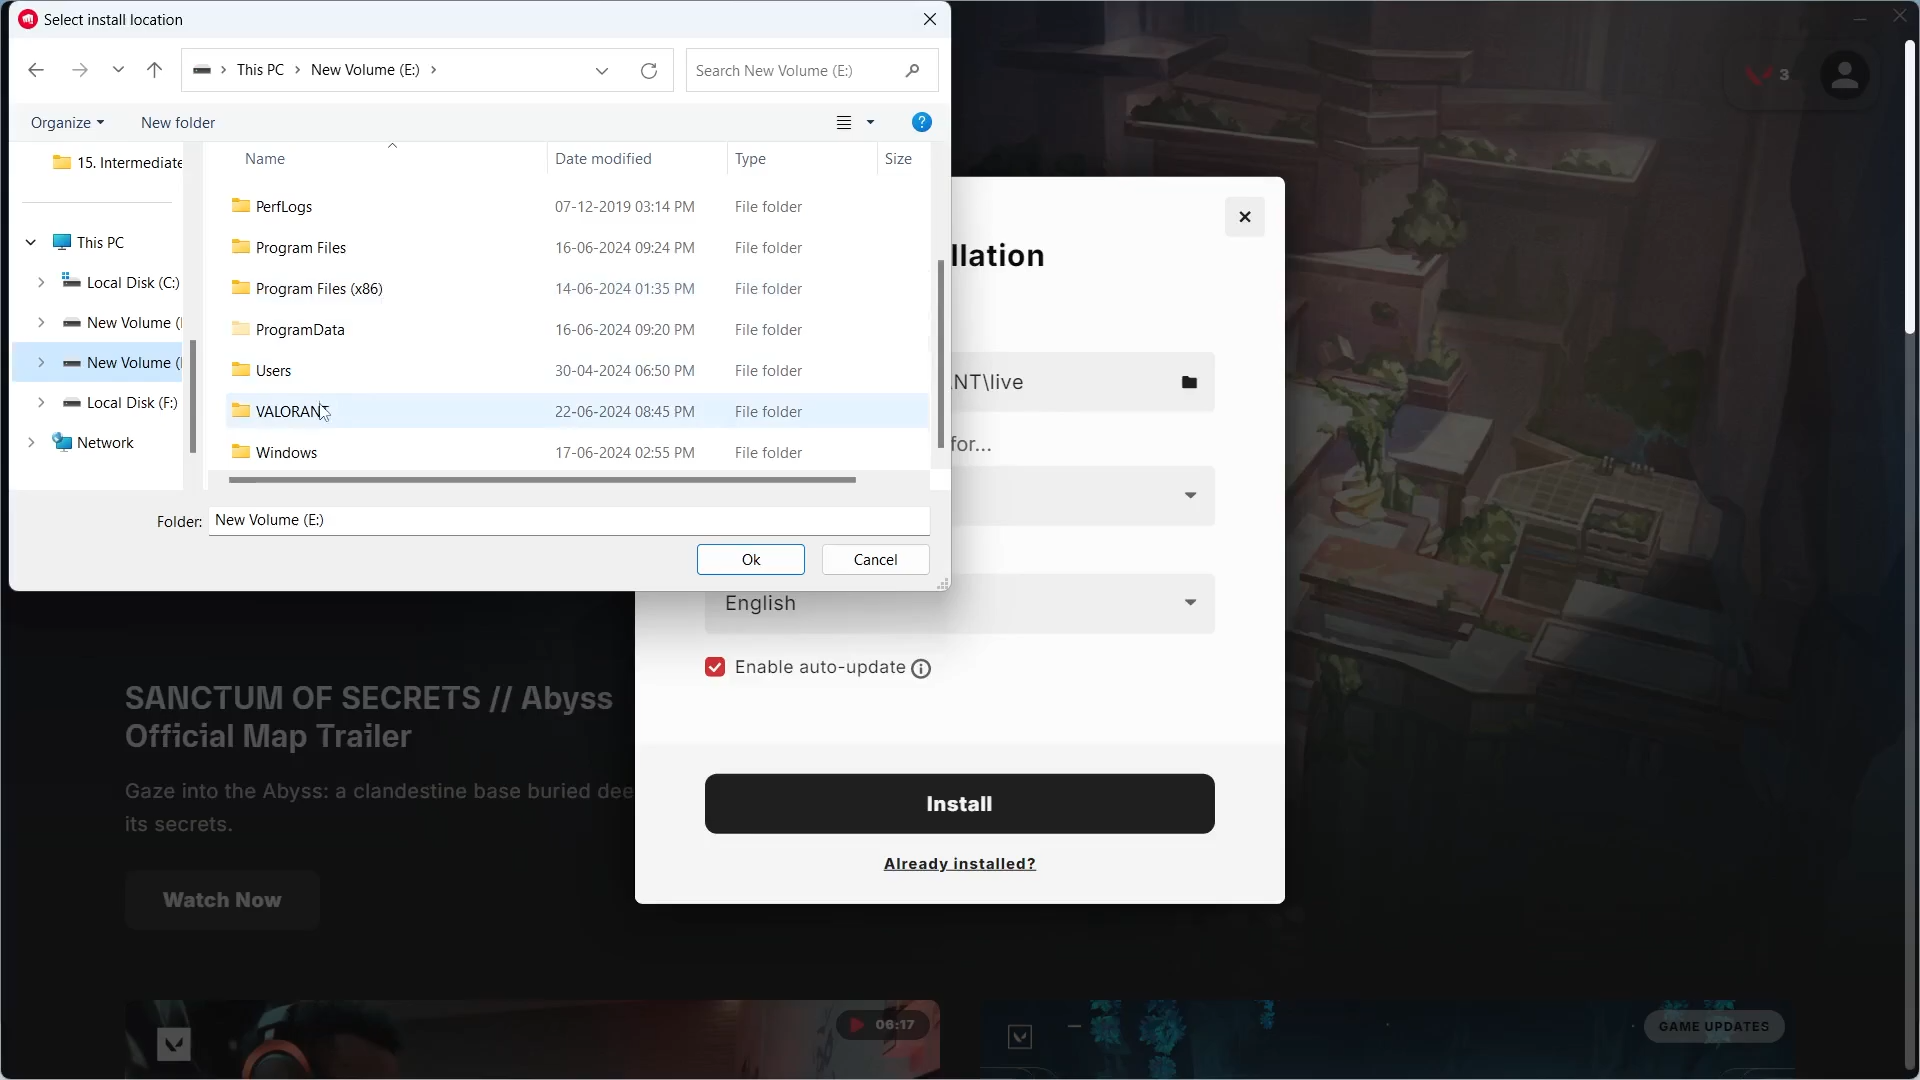 Select install location
This PC > New Volume (E:) >
Search New Volume (E:)
Organize
New folder
?
15. Intermediate
This PC
Local Disk (C:)
New Volume (
New Volume (
Local Disk (F:)
Network
Name Date modified Type Size
PerfLogs 07-12-2019 03:14 PM File folder
Program Files 16-06-2024 09:24 PM File folder
Program Files (x86) 14-06-2024 01:35 PM File folder
ProgramData 16-06-2024 09:20 PM File folder
Users 30-04-2024 06:50 PM File folder
VALORANT 22-06-2024 08:45 PM File folder
Windows 17-06-2024 02:55 PM File folder
Folder: New Volume (E:)
Ok
Cancel
3
llation
NT\live
for...
English
Enable auto-update
Install
Already installed?
SANCTUM OF SECRETS // Abyss
Official Map Trailer
Gaze into the Abyss: a clandestine base buried dee
its secrets.
Watch Now
06:17
GAME UPDATES